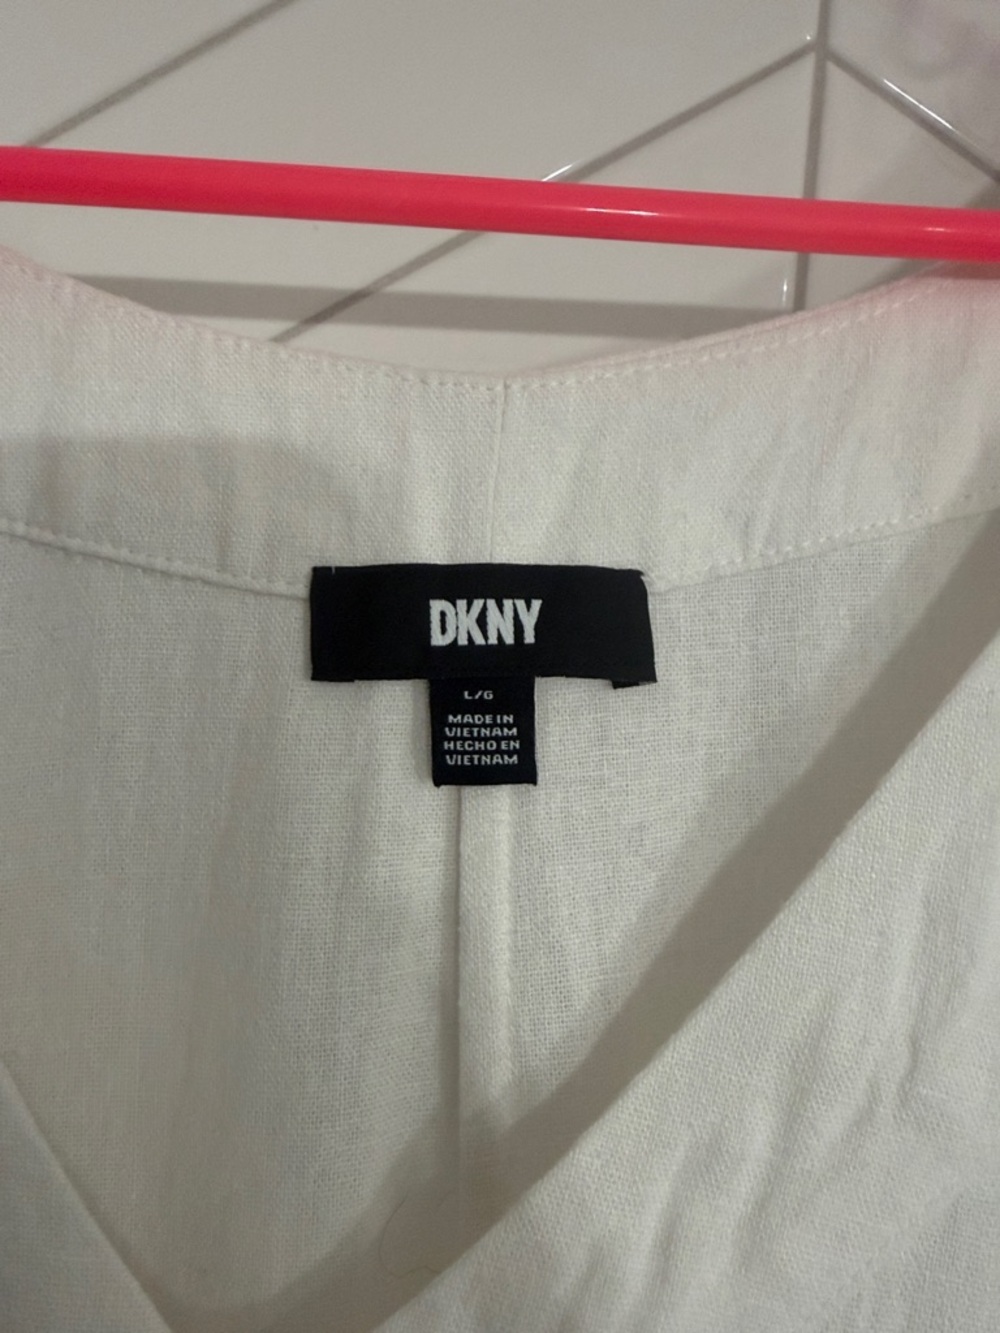 DKNY
L/G
MADE IN
VIETNAM
HECHO EN
VIETNAM